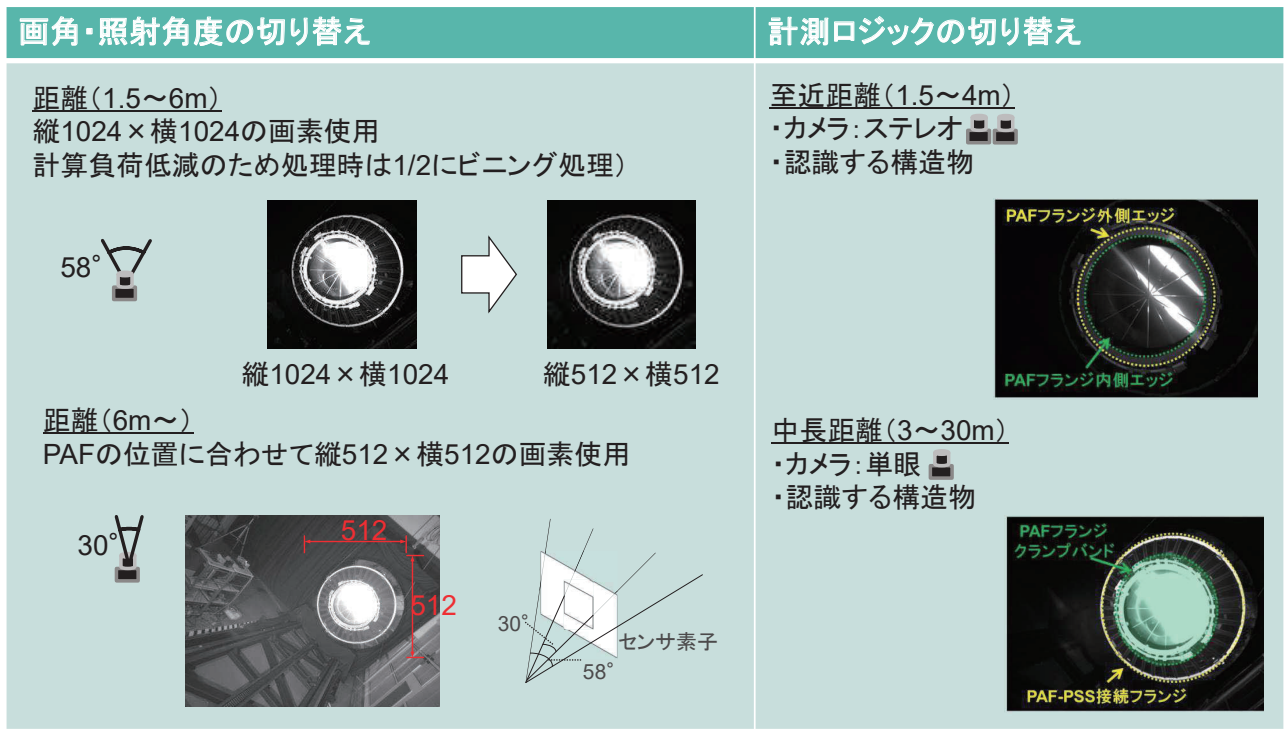 画角・照射角度の切り替え
距離（1.5～6m）
縦1024×横1024の画素使用
計算負荷低減のため処理時は1/2にビニング処理）
58°
縦1024×横1024
縦512×横512
距離（6m～）
PAFの位置に合わせて縦512×横512の画素使用
30°
512
512
30°
58°
センサ素子
計測ロジックの切り替え
至近距離（1.5～4m）
・カメラ：ステレオ
・認識する構造物
PAFフランジ外側エッジ
PAFフランジ内側エッジ
中長距離（3～30m）
・カメラ：単眼
・認識する構造物
PAFフランジ
クランプバンド
PAF-PSS接続フランジ